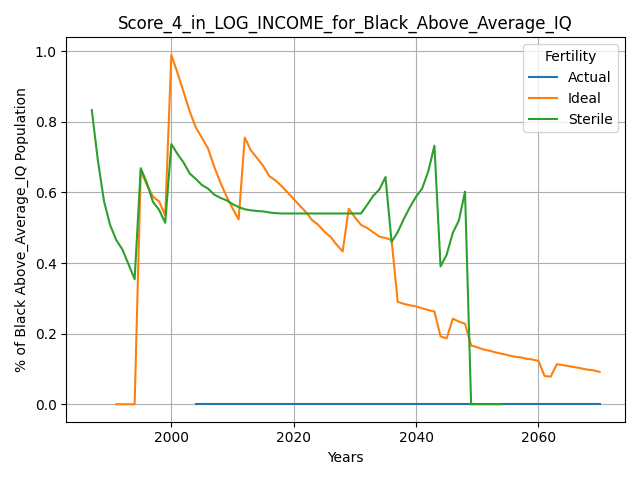 Score_4_in_LOG_INCOME_for_Black_Above_Average_IQ
% of Black Above_Average_IQ Population
1.0
0.8
0.6
0.4
0.2
0.0
Fertility
Actual
Ideal
Sterile
2000
2020
2040
2060
Years